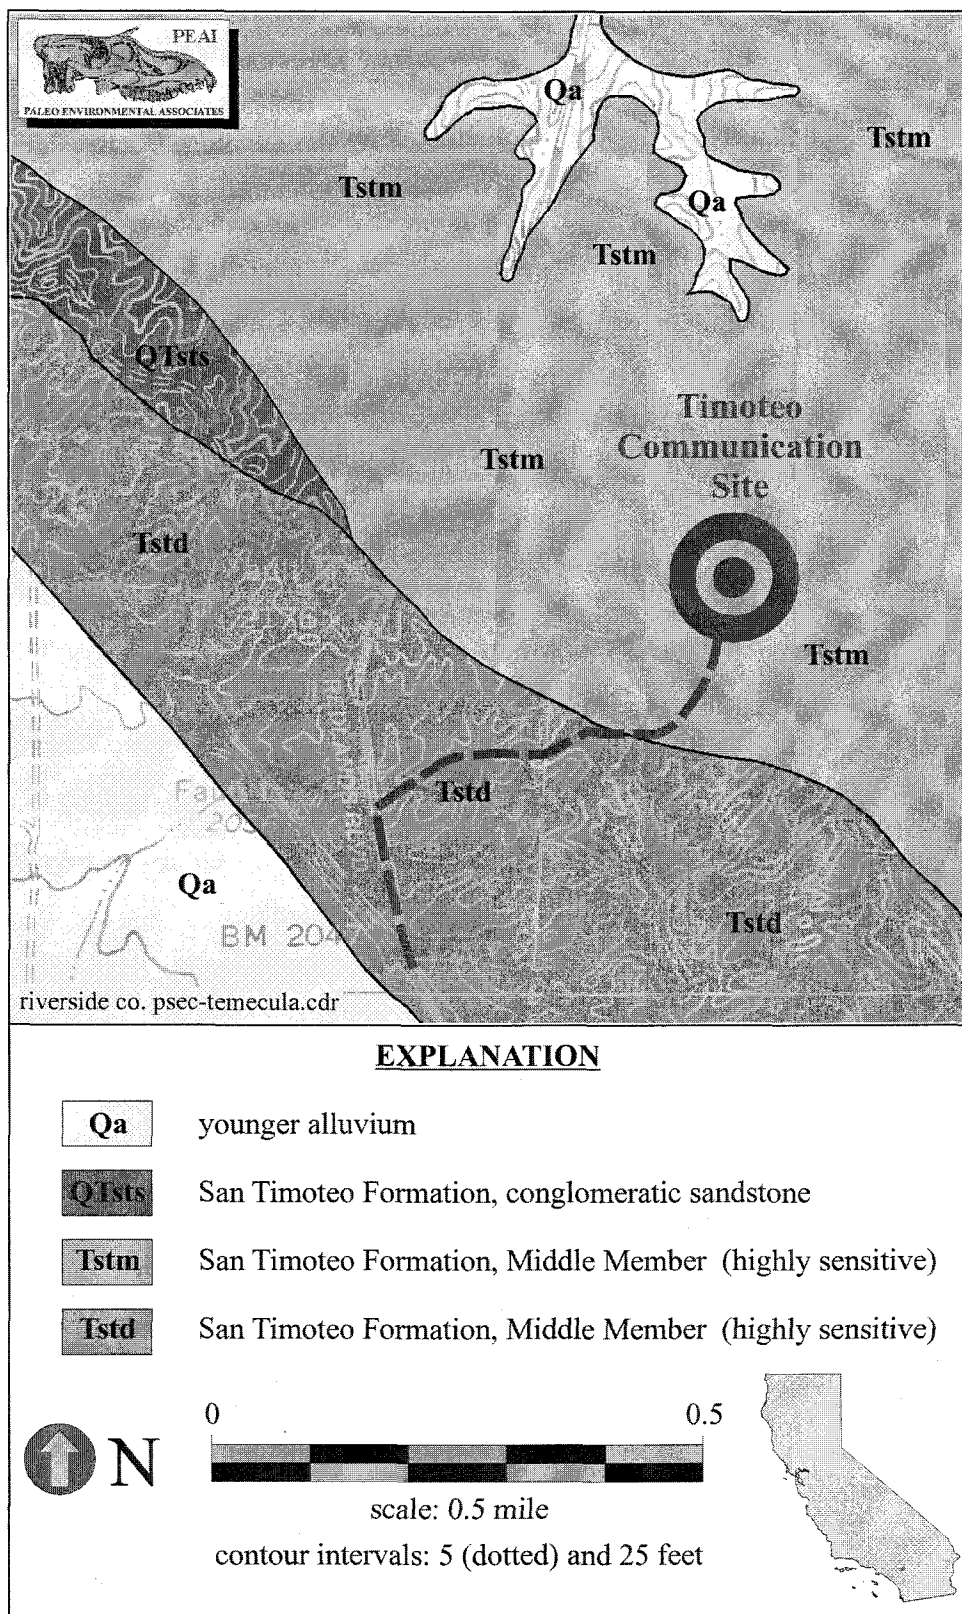 PEAI
PALEO ENVIRONMENTAL ASSOCIATES
Qa
Tstm
Tstm
Qa
Tstm
QTsts
Tstm
Timoteo
Communication
Site
Tstd
Tstm
Tstd
Qa
Tstd
riverside co. psec-temecula.cdr
EXPLANATION
Qa younger alluvium
QTsts San Timoteo Formation, conglomeratic sandstone
Tstm San Timoteo Formation, Middle Member (highly sensitive)
Tstd San Timoteo Formation, Middle Member (highly sensitive)
0 0.5
N
scale: 0.5 mile
contour intervals: 5 (dotted) and 25 feet